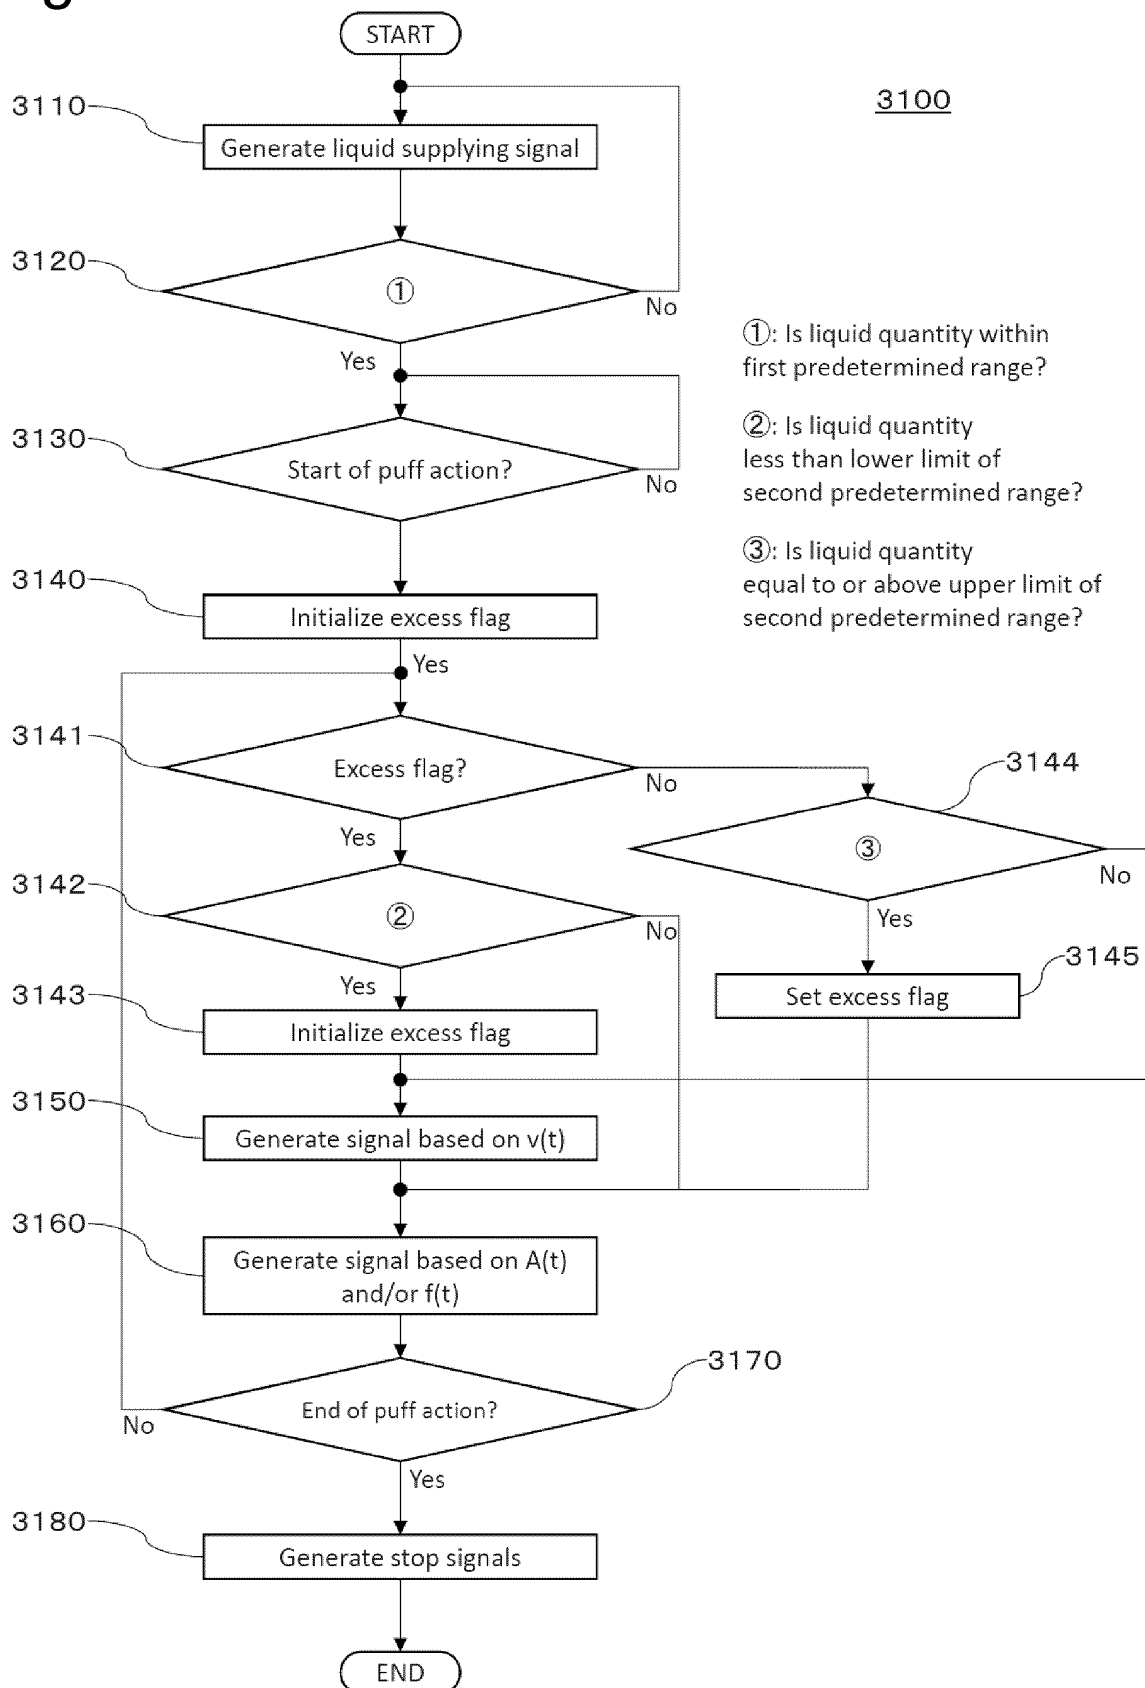 START
3100
3110
Generate liquid supplying signal
3120
①
No
Yes
①: Is liquid quantity within
first predetermined range?
②: Is liquid quantity
less than lower limit of
second predetermined range?
③: Is liquid quantity
equal to or above upper limit of
second predetermined range?
3130
Start of puff action?
No
3140
Initialize excess flag
Yes
3141
Excess flag?
No
Yes
3144
③
No
Yes
3142
②
No
Yes
3145
Set excess flag
3143
Initialize excess flag
3150
Generate signal based on v(t)
3160
Generate signal based on A(t)
and/or f(t)
3170
End of puff action?
No
Yes
3180
Generate stop signals
END